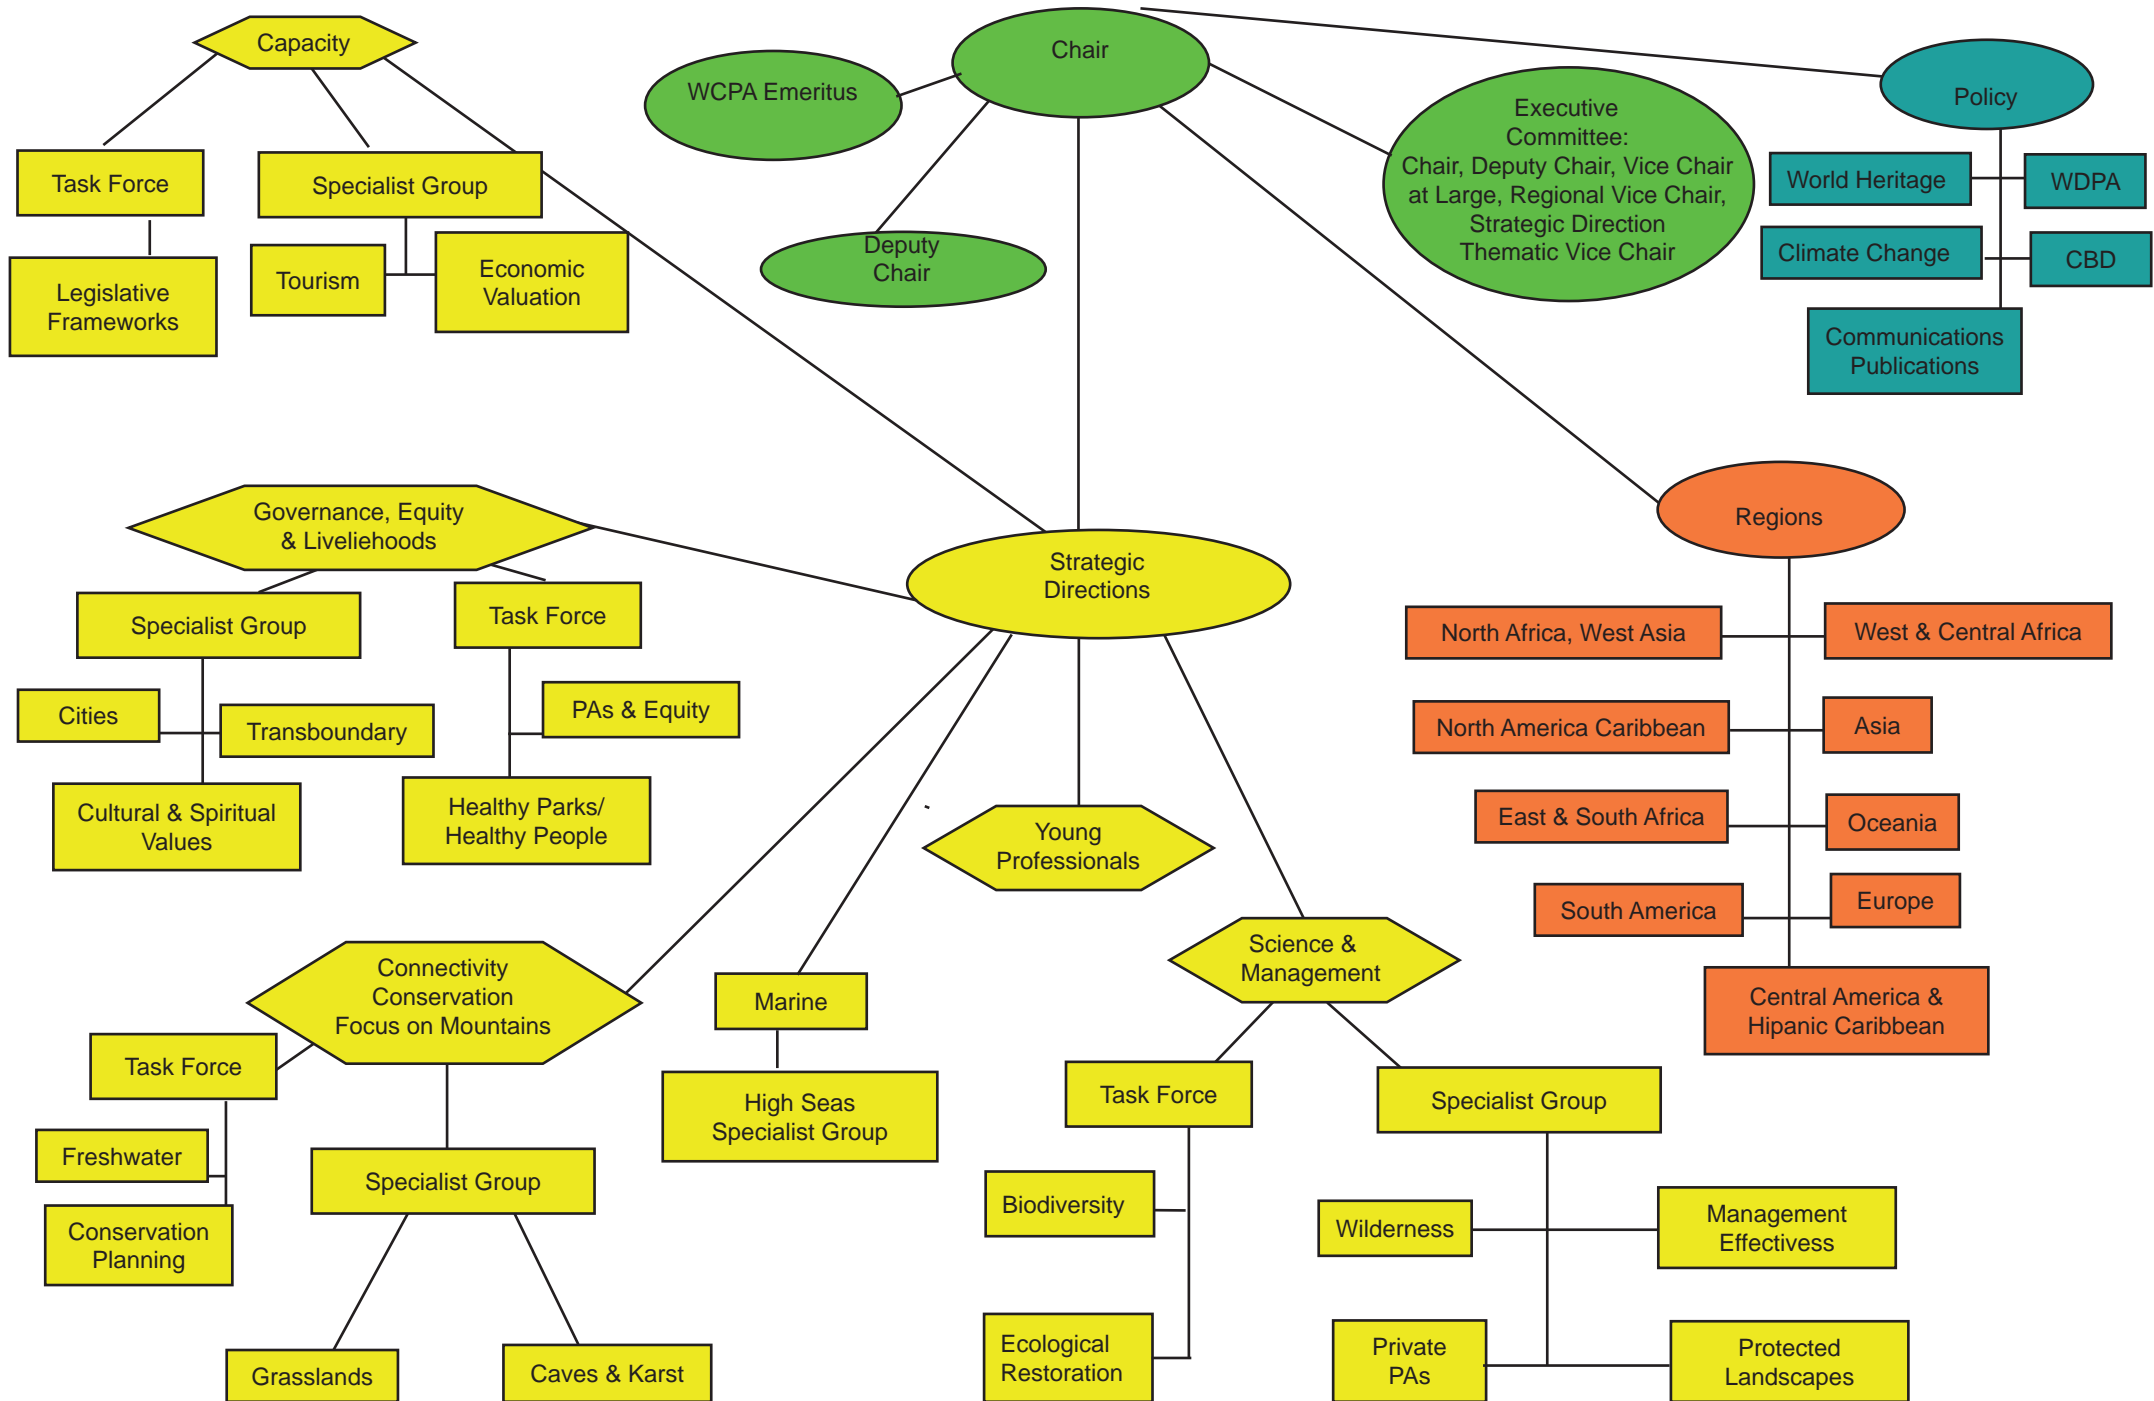 Capacity
Task Force
Specialist Group
Legislative
Frameworks
Tourism
Economic
Valuation
Chair
WCPA Emeritus
Deputy
Chair
Executive
Committee:
Chair, Deputy Chair, Vice Chair
at Large, Regional Vice Chair,
Strategic Direction
Thematic Vice Chair
Policy
World Heritage
WDPA
Climate Change
CBD
Communications
Publications
Governance, Equity
& Liveliehoods
Specialist Group
Task Force
Cities
Transboundary
PAs & Equity
Cultural & Spiritual
Values
Healthy Parks/
Healthy People
Strategic
Directions
Regions
North Africa, West Asia
West & Central Africa
North America Caribbean
Asia
East & South Africa
Oceania
South America
Europe
Central America &
Hipanic Caribbean
Young
Professionals
Connectivity
Conservation
Focus on Mountains
Task Force
Freshwater
Conservation
Planning
Specialist Group
Grasslands
Caves & Karst
Marine
High Seas
Specialist Group
Science &
Management
Task Force
Specialist Group
Biodiversity
Ecological
Restoration
Wilderness
Management
Effectivess
Private
PAs
Protected
Landscapes